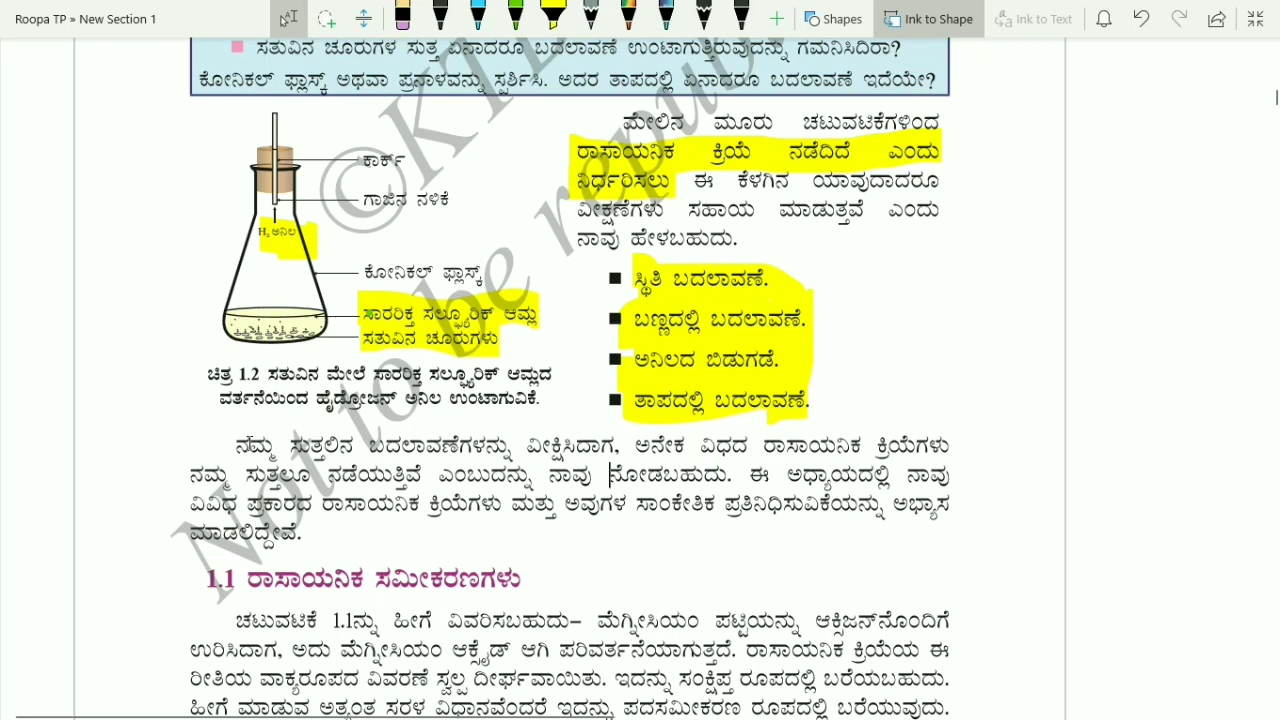 Roopa TP » New Section 1
Shapes
Ink to Shape
Ink to Text
ಸತುವಿನ ಚೂರುಗಳ ಸುತ್ತ ಏನಾದರೂ ಬದಲಾವಣೆ ಉಂಟಾಗುತ್ತಿರುವುದನ್ನು ಗಮನಿಸಿದಿರಾ?
ಕೋನಿಕಲ್ ಫ್ಲಾಸ್ಕ್ ಅಥವಾ ಪ್ರನಾಳವನ್ನು ಸ್ಪರ್ಶಿಸಿ. ಅದರ ತಾಪದಲ್ಲಿ ಏನಾದರೂ ಬದಲಾವಣೆ ಇದೆಯೇ?
ಕಾರ್ಕ್
ಗಾಜಿನ ನಳಿಕೆ
H₂ ಅನಿಲ
ಕೋನಿಕಲ್ ಫ್ಲಾಸ್ಕ್
ಸಾರರಿಕ್ತ ಸಲ್ಫ್ಯೂರಿಕ್ ಆಮ್ಲ
ಸತುವಿನ ಚೂರುಗಳು
ಚಿತ್ರ 1.2 ಸತುವಿನ ಮೇಲೆ ಸಾರರಿಕ್ತ ಸಲ್ಫ್ಯೂರಿಕ್ ಆಮ್ಲದ
ವರ್ತನೆಯಿಂದ ಹೈಡ್ರೋಜನ್ ಅನಿಲ ಉಂಟಾಗುವಿಕೆ.
ಮೇಲಿನ ಮೂರು ಚಟುವಟಿಕೆಗಳಿಂದ
ರಾಸಾಯನಿಕ ಕ್ರಿಯೆ ನಡೆದಿದೆ ಎಂದು
ನಿರ್ಧರಿಸಲು ಈ ಕೆಳಗಿನ ಯಾವುದಾದರೂ
ವೀಕ್ಷಣೆಗಳು ಸಹಾಯ ಮಾಡುತ್ತವೆ ಎಂದು
ನಾವು ಹೇಳಬಹುದು.
ಸ್ಥಿತಿ ಬದಲಾವಣೆ.
ಬಣ್ಣದಲ್ಲಿ ಬದಲಾವಣೆ.
ಅನಿಲದ ಬಿಡುಗಡೆ.
ತಾಪದಲ್ಲಿ ಬದಲಾವಣೆ.
ನಮ್ಮ ಸುತ್ತಲಿನ ಬದಲಾವಣೆಗಳನ್ನು ವೀಕ್ಷಿಸಿದಾಗ, ಅನೇಕ ವಿಧದ ರಾಸಾಯನಿಕ ಕ್ರಿಯೆಗಳು
ನಮ್ಮ ಸುತ್ತಲೂ ನಡೆಯುತ್ತಿವೆ ಎಂಬುದನ್ನು ನಾವು ನೋಡಬಹುದು. ಈ ಅಧ್ಯಾಯದಲ್ಲಿ ನಾವು
ವಿವಿಧ ಪ್ರಕಾರದ ರಾಸಾಯನಿಕ ಕ್ರಿಯೆಗಳು ಮತ್ತು ಅವುಗಳ ಸಾಂಕೇತಿಕ ಪ್ರತಿನಿಧಿಸುವಿಕೆಯನ್ನು ಅಭ್ಯಾಸ
ಮಾಡಲಿದ್ದೇವೆ.
1.1 ರಾಸಾಯನಿಕ ಸಮೀಕರಣಗಳು
ಚಟುವಟಿಕೆ 1.1ನ್ನು ಹೀಗೆ ವಿವರಿಸಬಹುದು– ಮೆಗ್ನೀಸಿಯಂ ಪಟ್ಟಿಯನ್ನು ಆಕ್ಸಿಜನ್‌ನೊಂದಿಗೆ
ಉರಿಸಿದಾಗ, ಅದು ಮೆಗ್ನೀಸಿಯಂ ಆಕ್ಸೈಡ್ ಆಗಿ ಪರಿವರ್ತನೆಯಾಗುತ್ತದೆ. ರಾಸಾಯನಿಕ ಕ್ರಿಯೆಯ ಈ
ರೀತಿಯ ವಾಕ್ಯರೂಪದ ವಿವರಣೆ ಸ್ವಲ್ಪ ದೀರ್ಘವಾಯಿತು. ಇದನ್ನು ಸಂಕ್ಷಿಪ್ತ ರೂಪದಲ್ಲಿ ಬರೆಯಬಹುದು.
ಹೀಗೆ ಮಾಡುವ ಅತ್ಯಂತ ಸರಳ ವಿಧಾನವೆಂದರೆ ಇದನ್ನು ಪದಸಮೀಕರಣ ರೂಪದಲ್ಲಿ ಬರೆಯುವುದು.
Not to be republ